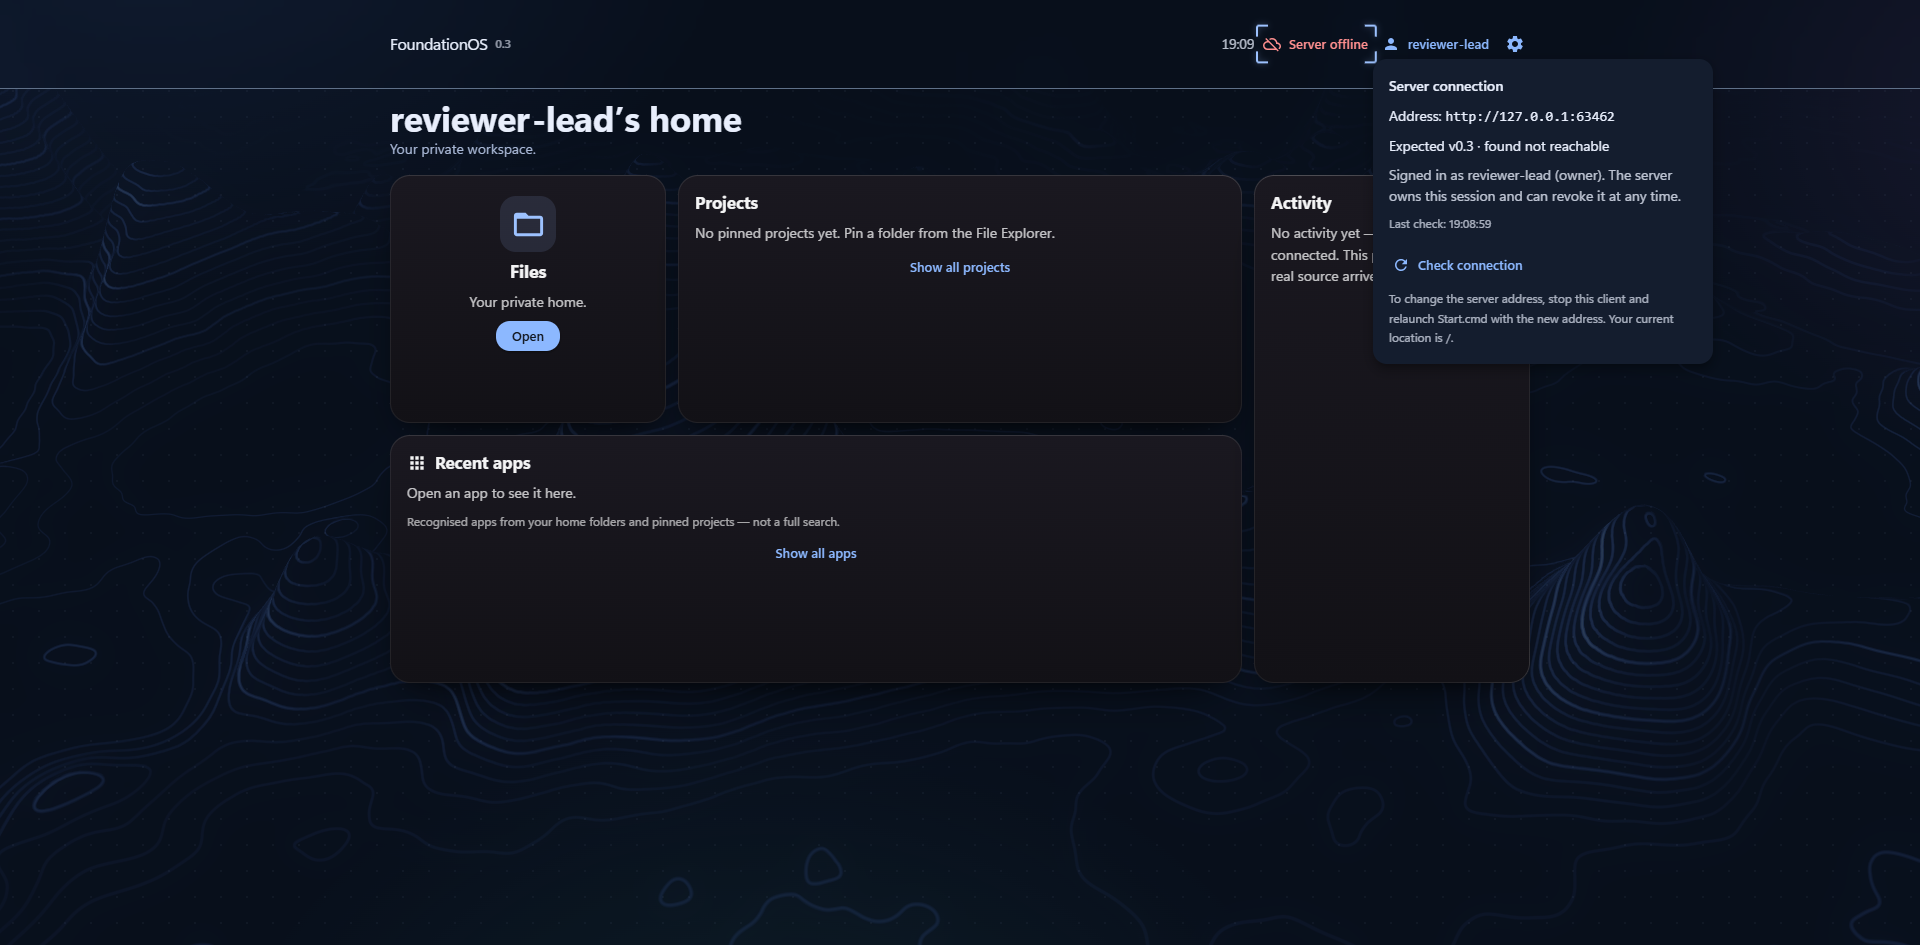 FoundationOS 0.3
19:09 Server offline reviewer-lead
Server connection
Address: http://127.0.0.1:63462
Expected v0.3 · found not reachable
Signed in as reviewer-lead (owner). The server
owns this session and can revoke it at any time.
Last check: 19:08:59
Check connection
To change the server address, stop this client and
relaunch Start.cmd with the new address. Your current
location is /.
reviewer-lead’s home
Your private workspace.
Files
Your private home.
Open
Projects
No pinned projects yet. Pin a folder from the File Explorer.
Show all projects
Activity
No activity yet —
connected. This
real source arrive
Recent apps
Open an app to see it here.
Recognised apps from your home folders and pinned projects — not a full search.
Show all apps